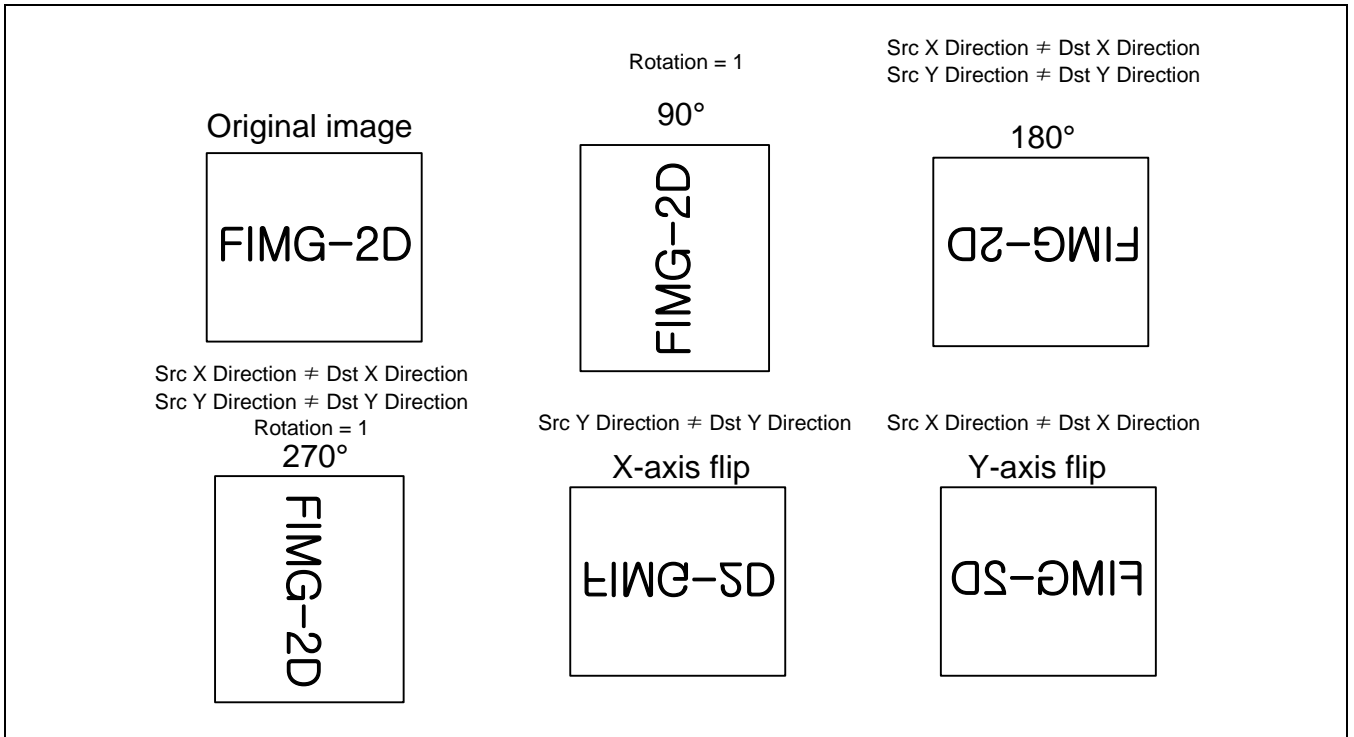 Original image
FIMG-2D
Rotation = 1
90°
FIMG-2D
Src X Direction ≠ Dst X Direction
Src Y Direction ≠ Dst Y Direction
180°
FIMG-2D
Src X Direction ≠ Dst X Direction
Src Y Direction ≠ Dst Y Direction
Rotation = 1
270°
FIMG-2D
Src Y Direction ≠ Dst Y Direction
X-axis flip
FIMG-2D
Src X Direction ≠ Dst X Direction
Y-axis flip
FIMG-2D